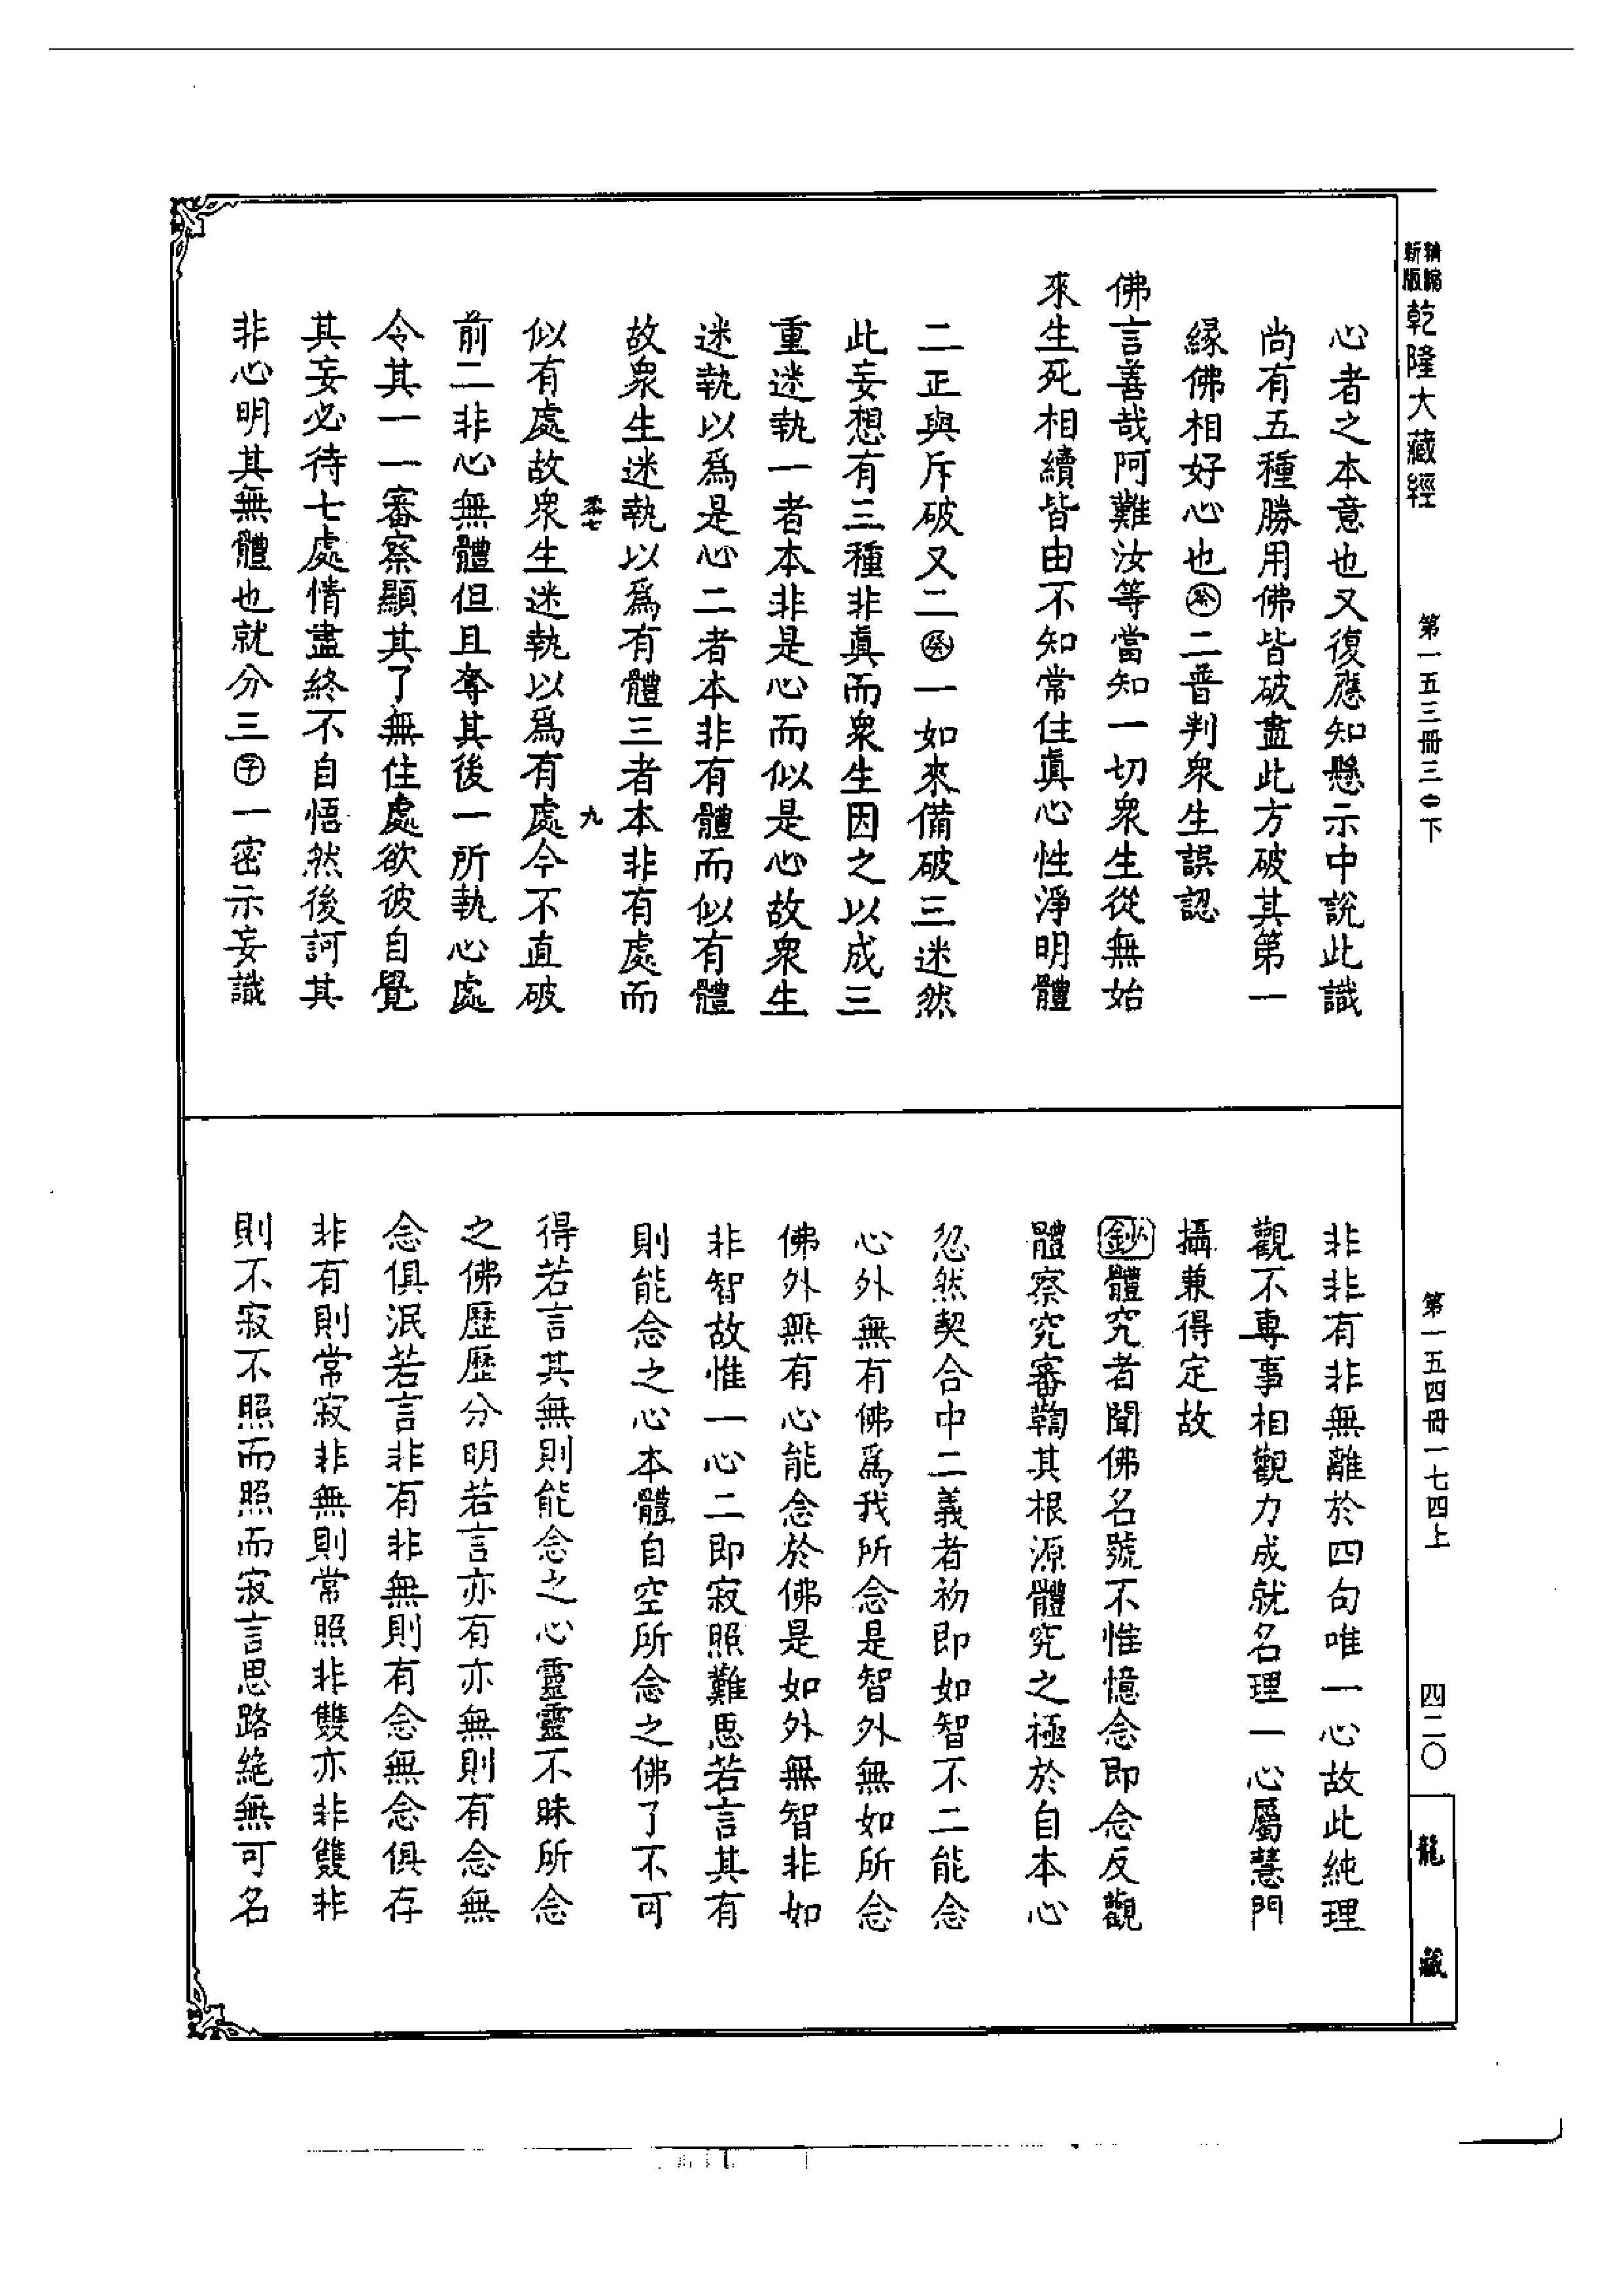 精縮新版乾隆大藏經
第一五三冊三㊀下
第一五四冊一七四上
四二〇
龍藏
心者之本意也又復應知懸示中說此識
尚有五種勝用佛皆破盡此方破其第一
緣佛相好心也㊋二普判衆生誤認
佛言善哉阿難汝等當知一切衆生從無始
來生死相續皆由不知常住眞心性淨明體
二正與斥破又二㊋一如來備破三迷然
此妄想有三種非眞而衆生因之以成三
重迷執一者本非是心而似是心故衆生
迷執以爲是心二者本非有體而似有體
故衆生迷執以爲有體三者本非有處而
零七 九
似有處故衆生迷執以爲有處今不直破
前二非心無體但且奪其後一所執心處
令其一一審察顯其了無住處欲彼自覺
其妄必待七處情盡終不自悟然後訶其
非心明其無體也就分三㊉一密示妄識
非非有非非無離於四句唯一心故此純理
觀不專事相觀力成就名理一心屬慧門
攝兼得定故
鈔體究者聞佛名號不惟憶念即念反觀
體察究審鞫其根源體究之極於自本心
忽然契合中二義者初即如智不二能念
心外無有佛爲我所念是智外無如所念
佛外無有心能念於佛是如外無智非如
非智故惟一心二即寂照難思若言其有
則能念之心本體自空所念之佛了不可
得若言其無則能念之心靈靈不昧所念
之佛歷歷分明若言亦有亦無則有念無
念俱泯若言非有非無則有念無念俱存
非有則常寂非無則常照非雙亦非雙非
則不寂不照而照而寂言思路絕無可名